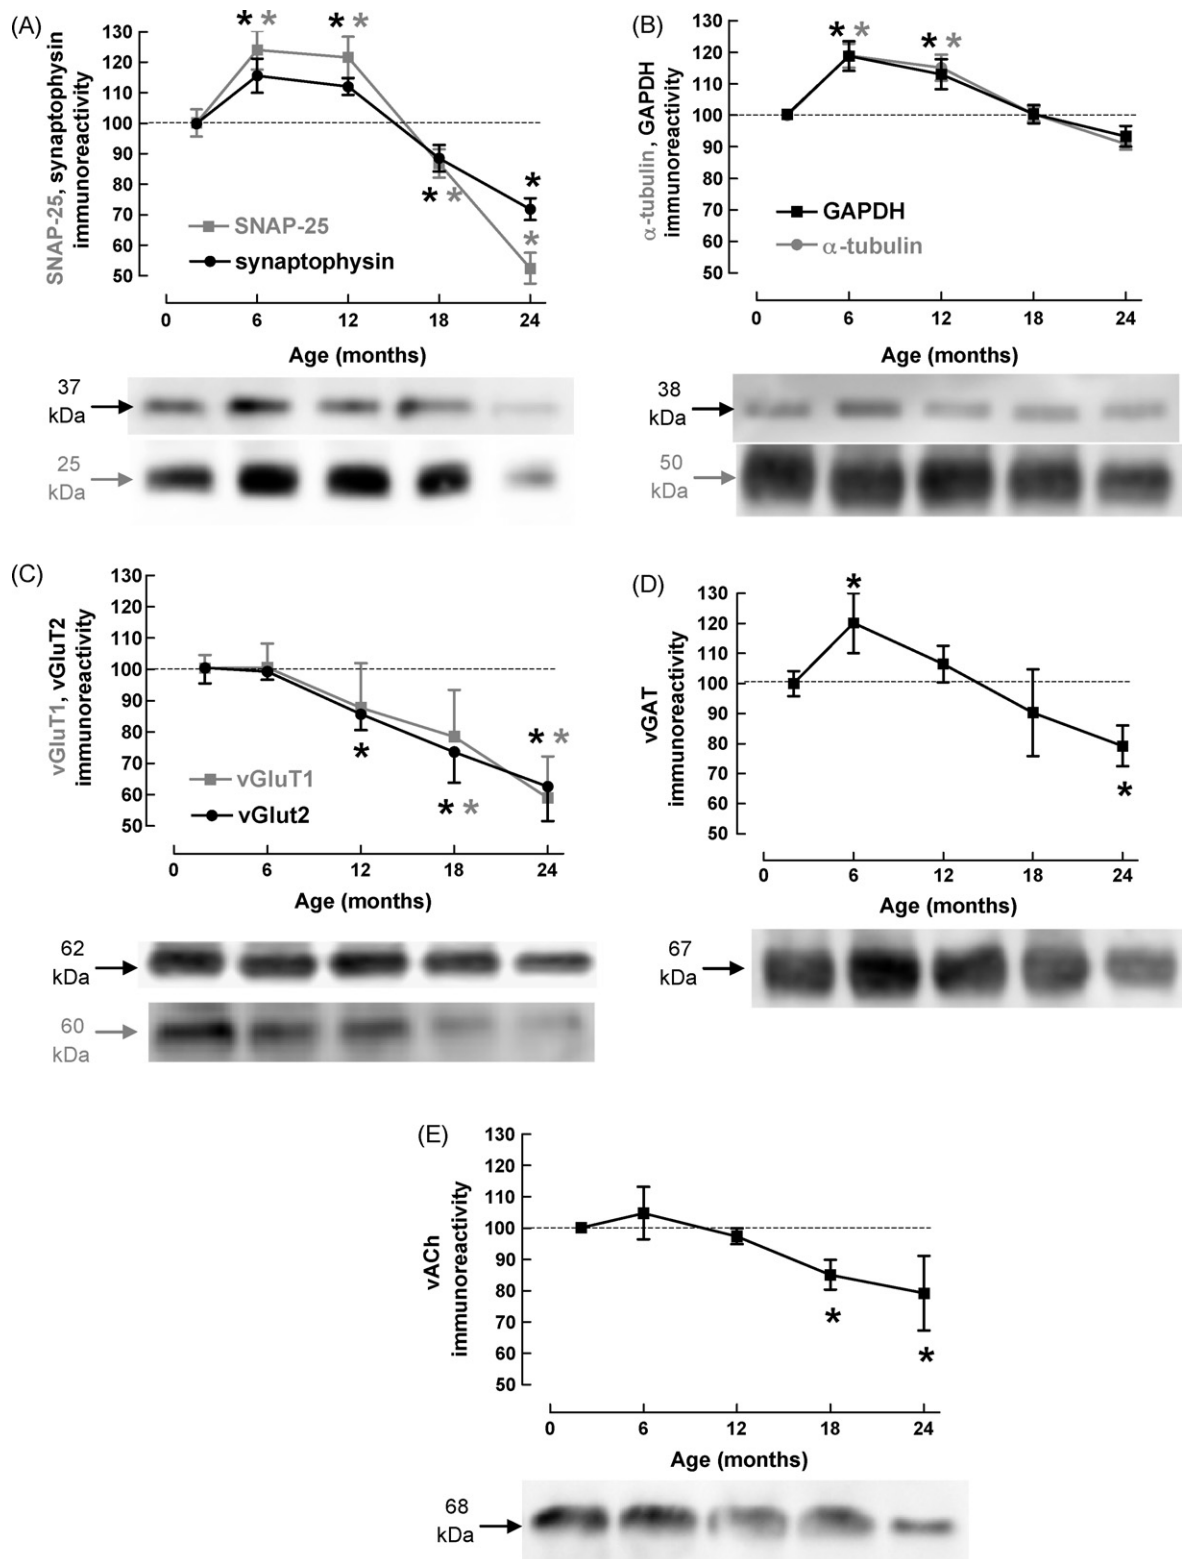 (A)
SNAP-25, synaptophysin
immunoreactivity
130
120
110
100
90
80
70
60
50
* *
* *
* *
*
*
SNAP-25
synaptophysin
0 6 12 18 24
Age (months)
37
kDa
25
kDa
(B)
α-tubulin, GAPDH
immunoreactivity
130
120
110
100
90
80
70
60
50
* *
* *
GAPDH
α-tubulin
0 6 12 18 24
Age (months)
38
kDa
50
kDa
(C)
vGluT1, vGluT2
immunoreactivity
130
120
110
100
90
80
70
60
50
*
* *
* *
vGluT1
vGlut2
0 6 12 18 24
Age (months)
62
kDa
60
kDa
(D)
vGAT
immunoreactivity
130
120
110
100
90
80
70
60
50
*
*
0 6 12 18 24
Age (months)
67
kDa
(E)
vACh
immunoreactivity
130
120
110
100
90
80
70
60
50
*
*
0 6 12 18 24
Age (months)
68
kDa